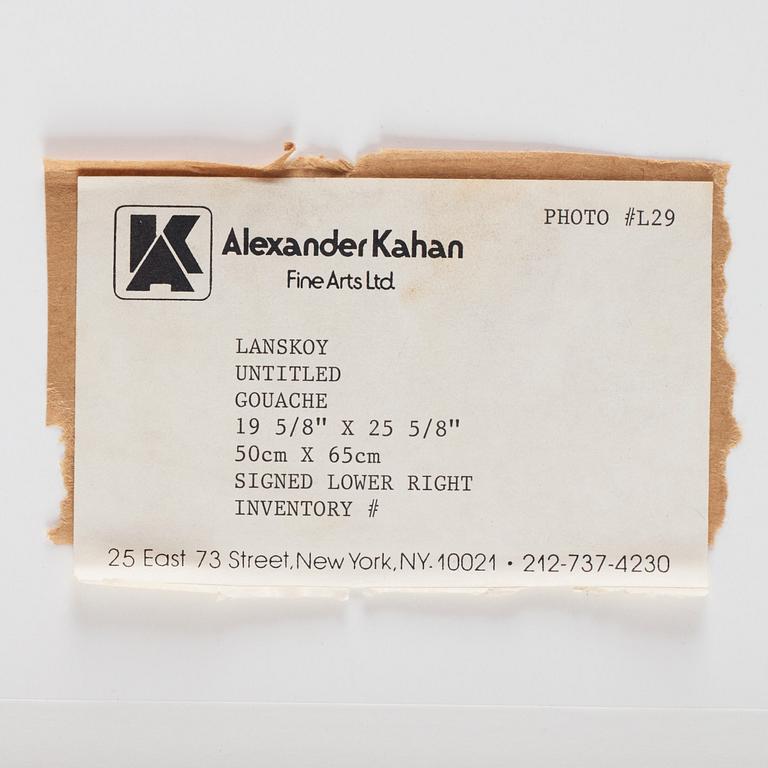 PHOTO #L29
KA
Alexander Kahan
Fine Arts Ltd.
LANSKOY
UNTITLED
GOUACHE
19 5/8" X 25 5/8"
50cm X 65cm
SIGNED LOWER RIGHT
INVENTORY #
25 East 73 Street, New York, NY. 10021 • 212-737-4230